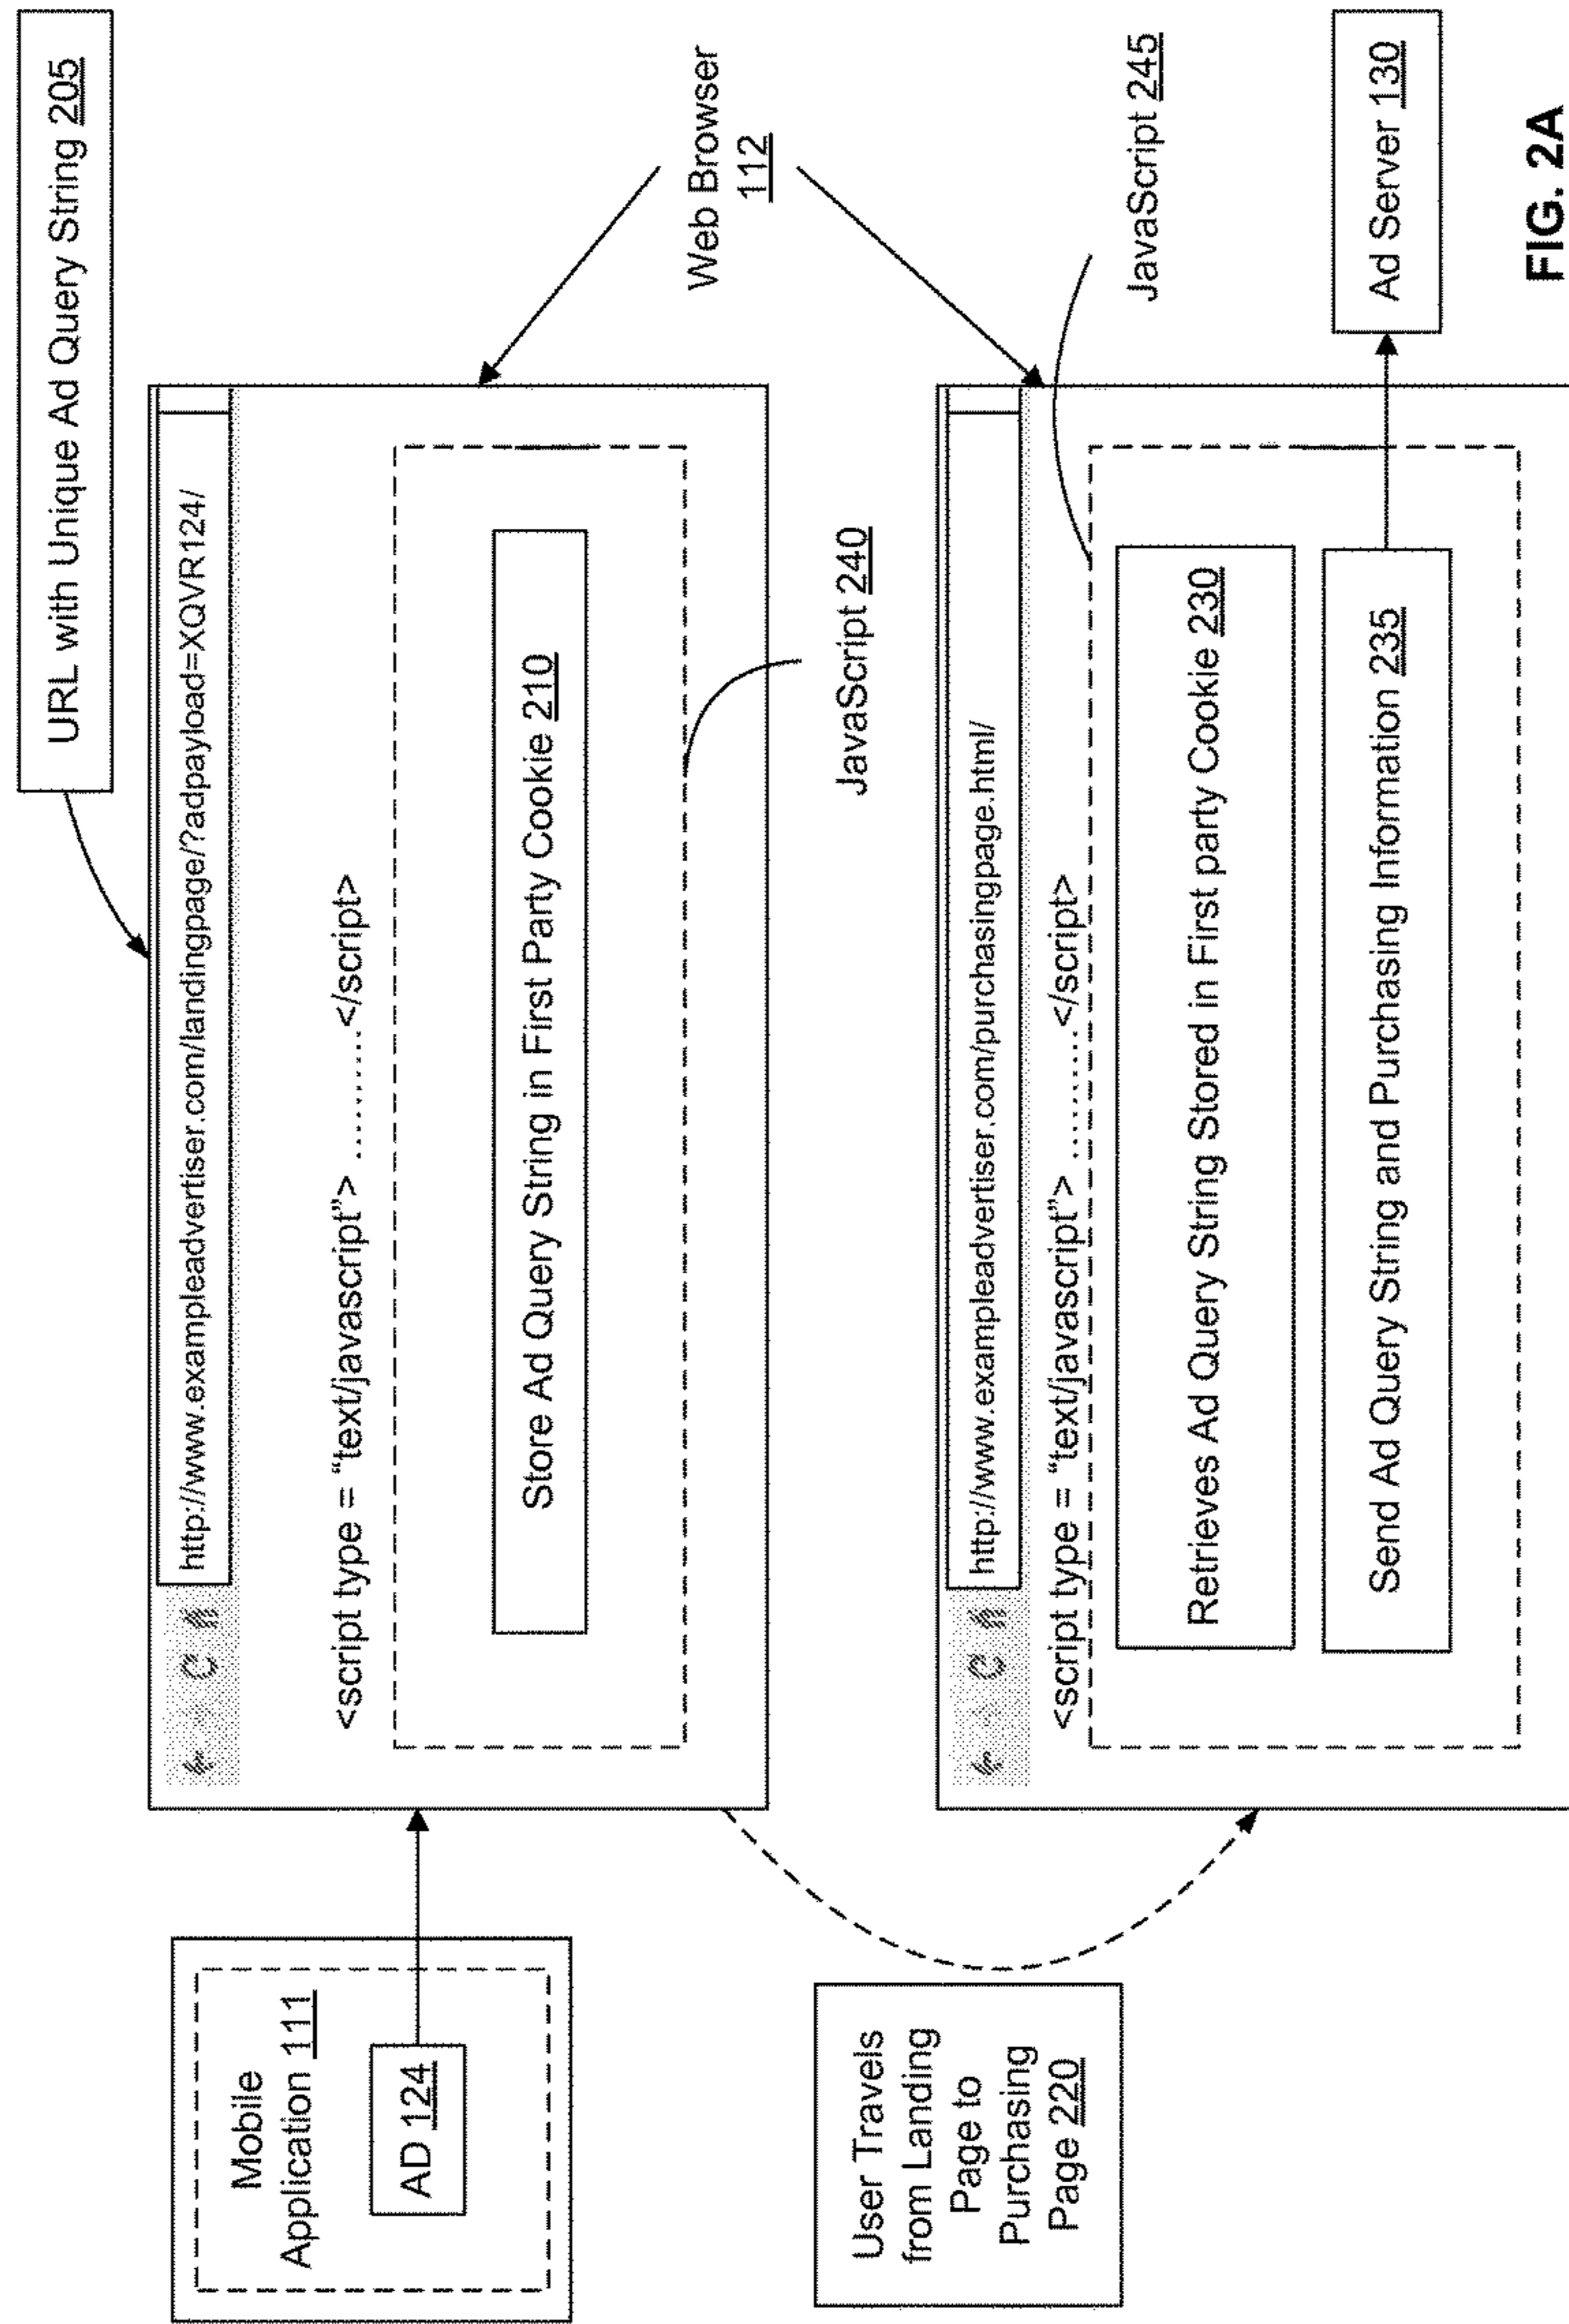 URL with Unique Ad Query String 205
http://www.exampleadvertiser.com/landingpage/?adpayload=XQVR124/
<script type = “text/javascript”> ..........</script>
Store Ad Query String in First Party Cookie 210
Mobile
Application 111
AD 124
JavaScript 240
Web Browser
112
User Travels
from Landing
Page to
Purchasing
Page 220
http://www.exampleadvertiser.com/purchasingpage.html/
<script type = “text/javascript”> ..........</script>
Retrieves Ad Query String Stored in First party Cookie 230
Send Ad Query String and Purchasing Information 235
JavaScript 245
Ad Server 130
FIG. 2A